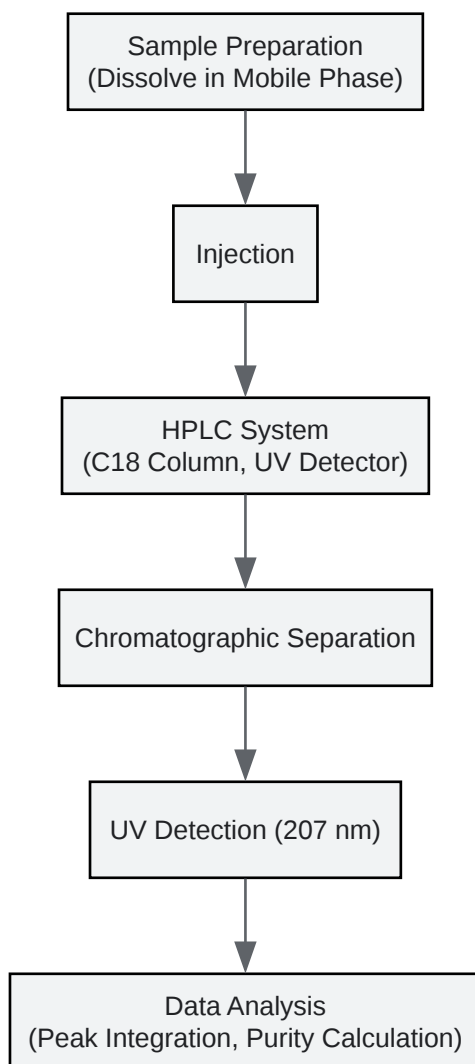 Sample Preparation
(Dissolve in Mobile Phase)
Injection
HPLC System
(C18 Column, UV Detector)
Chromatographic Separation
UV Detection (207 nm)
Data Analysis
(Peak Integration, Purity Calculation)